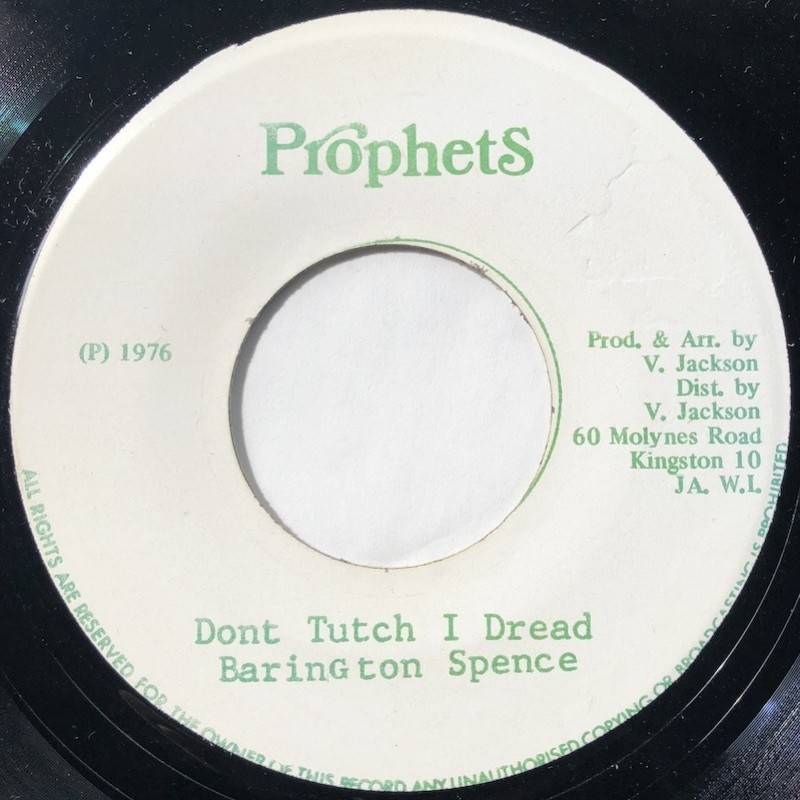 Prophets
(P) 1976
Prod. & Arr. by
V. Jackson
Dist. by
V. Jackson
60 Molynes Road
Kingston 10
JA. W.I.
Dont Tutch I Dread
BarinGton Spence
ALL RIGHTS ARE RESERVED FOR THE OWNER OF THIS RECORD ANY UNAUTHORISED COPYING OR BROADCASTING IS PROHIBITED